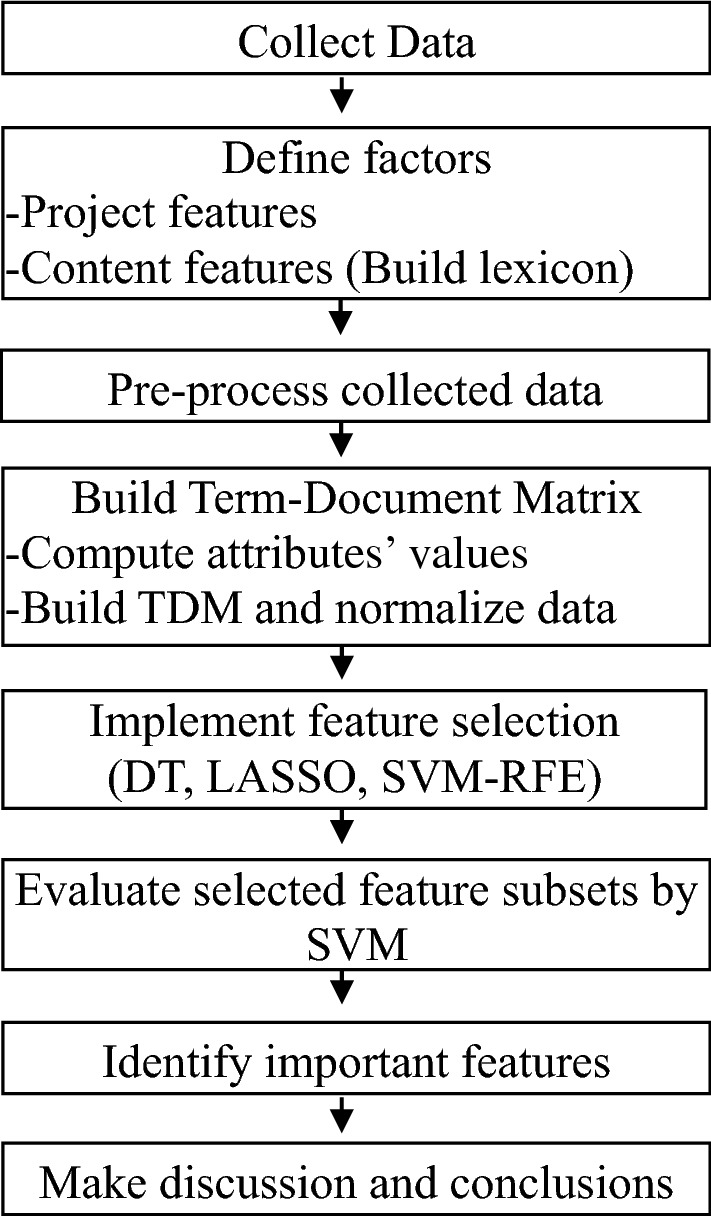 Collect Data
Define factors
-Project features
-Content features (Build lexicon)
Pre-process collected data
Build Term-Document Matrix
-Compute attributes’ values
-Build TDM and normalize data
Implement feature selection
(DT, LASSO, SVM-RFE)
Evaluate selected feature subsets by
SVM
Identify important features
Make discussion and conclusions